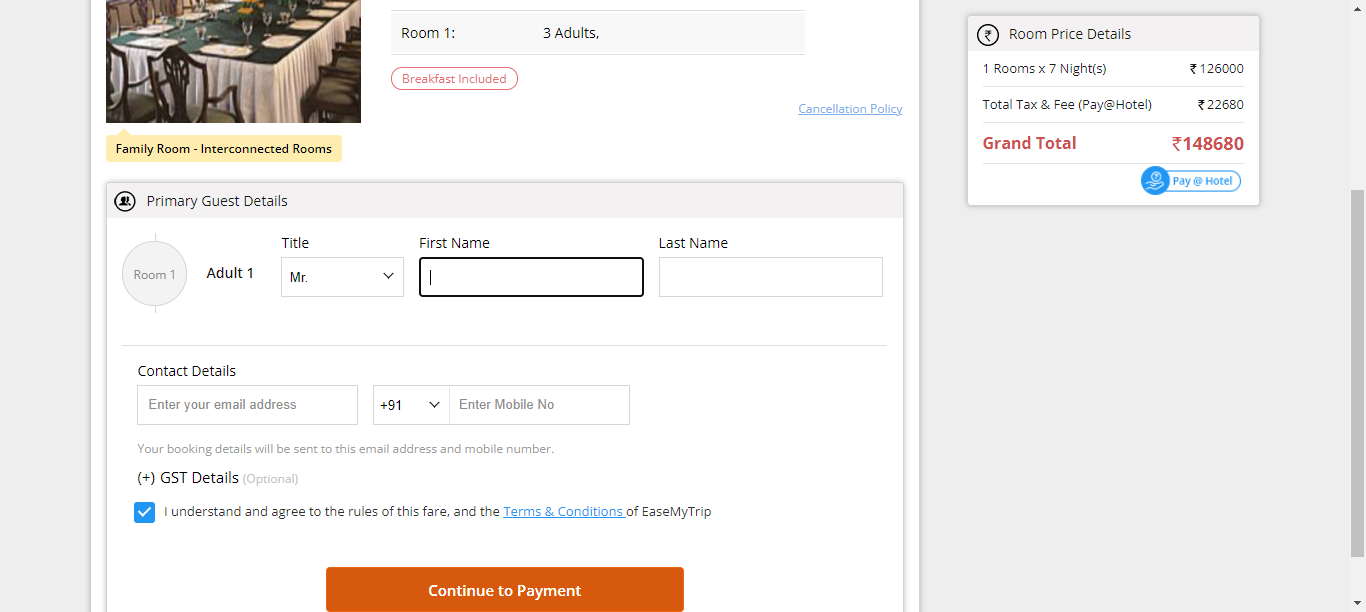 Room 1: 3 Adults,
Breakfast Included
Cancellation Policy
Family Room - Interconnected Rooms
Primary Guest Details
Title First Name Last Name
Room 1 Adult 1 Mr.
Contact Details
Enter your email address +91 Enter Mobile No
Your booking details will be sent to this email address and mobile number.
(+) GST Details (Optional)
I understand and agree to the rules of this fare, and the Terms & Conditions of EaseMyTrip
Continue to Payment
₹ Room Price Details
1 Rooms x 7 Night(s) ₹ 126000
Total Tax & Fee (Pay@Hotel) ₹ 22680
Grand Total ₹148680
Pay @ Hotel